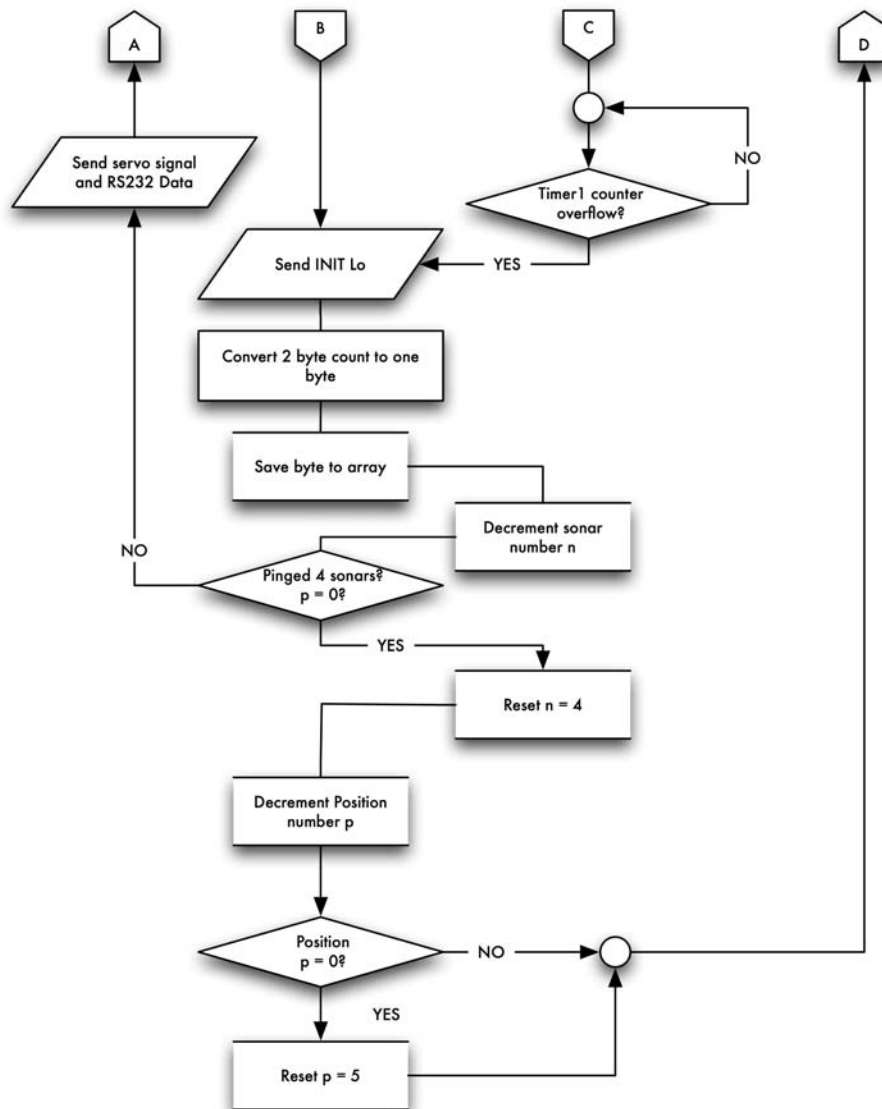 A
B
C
D
Send servo signal
and RS232 Data
NO
Timer1 counter
overflow?
Send INIT Lo
YES
Convert 2 byte count to one
byte
Save byte to array
Decrement sonar
number n
NO
Pinged 4 sonars?
p = 0?
YES
Reset n = 4
Decrement Position
number p
Position
p = 0?
NO
YES
Reset p = 5